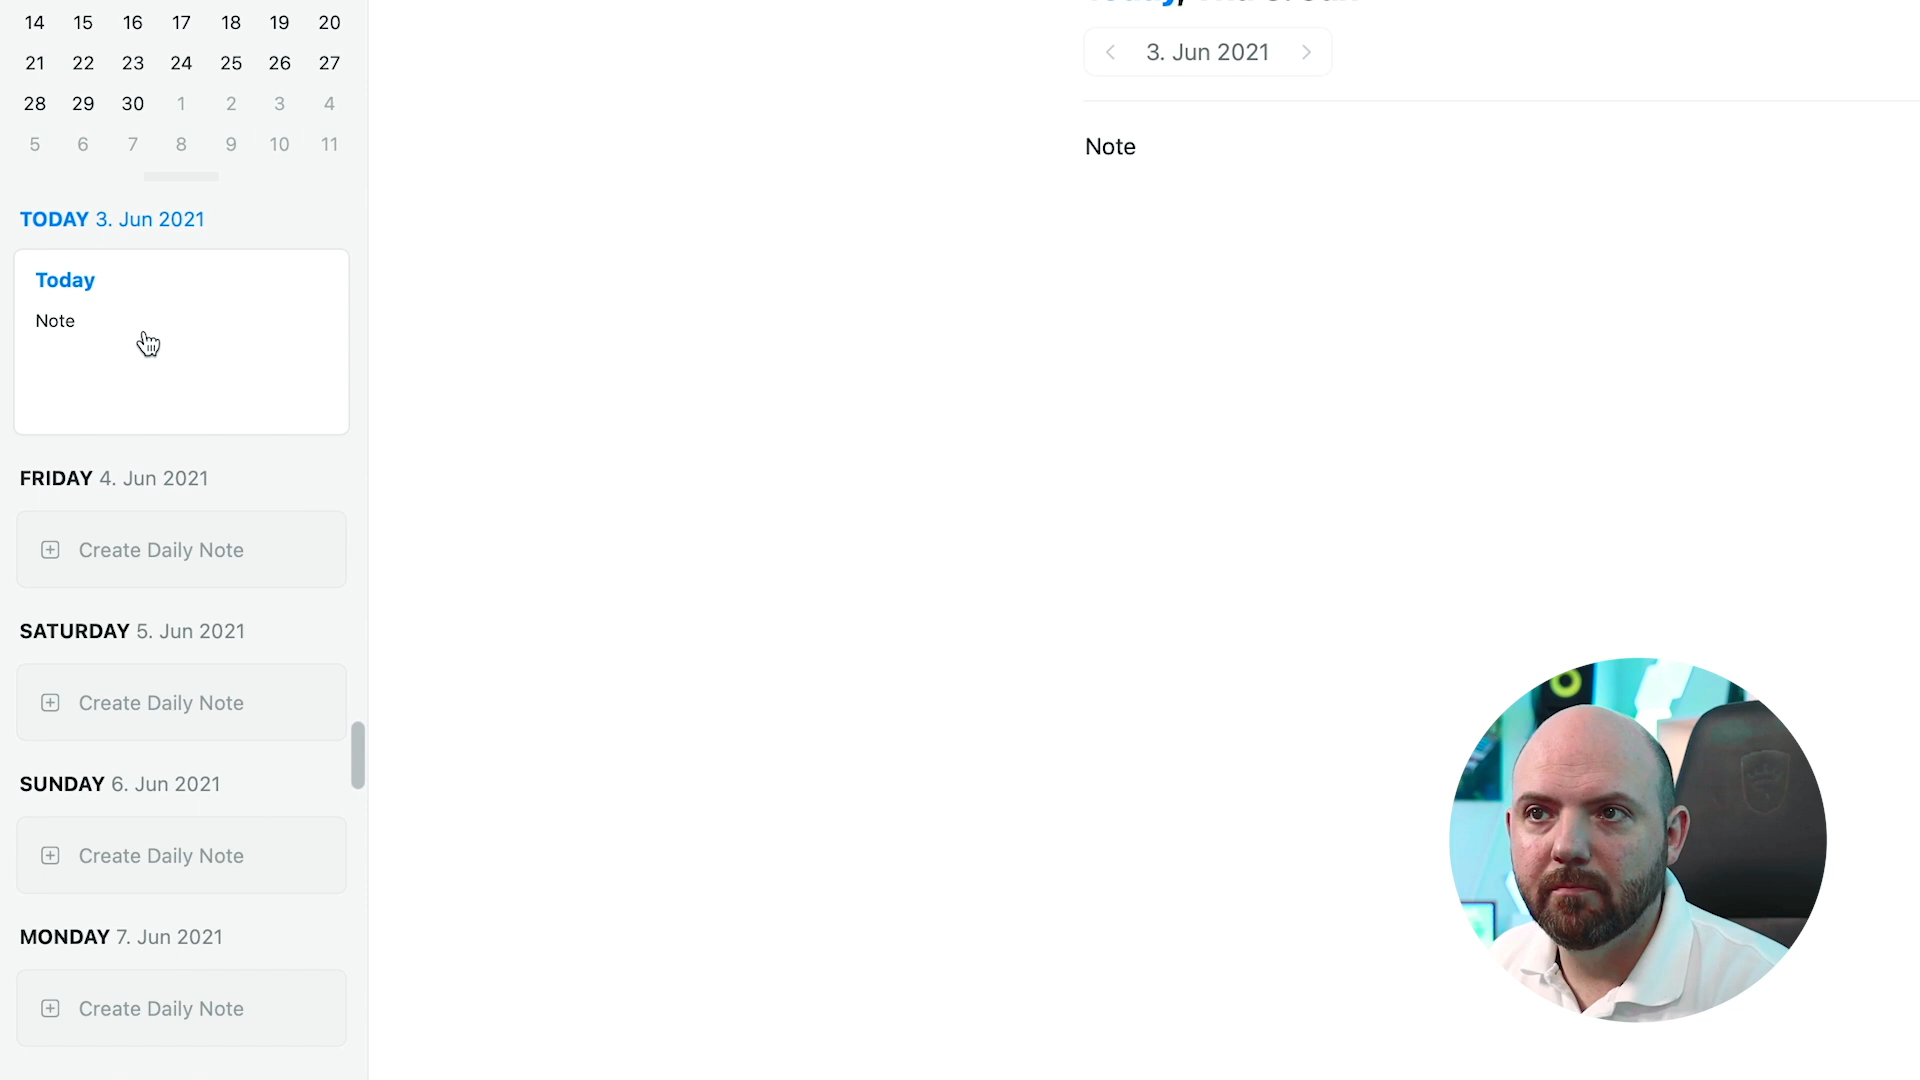 14 15 16 17 18 19 20
21 22 23 24 25 26 27
28 29 30 1 2 3 4
5 6 7 8 9 10 11
TODAY 3. Jun 2021
Today
Note
FRIDAY 4. Jun 2021
Create Daily Note
SATURDAY 5. Jun 2021
Create Daily Note
SUNDAY 6. Jun 2021
Create Daily Note
MONDAY 7. Jun 2021
Create Daily Note
3. Jun 2021
Note